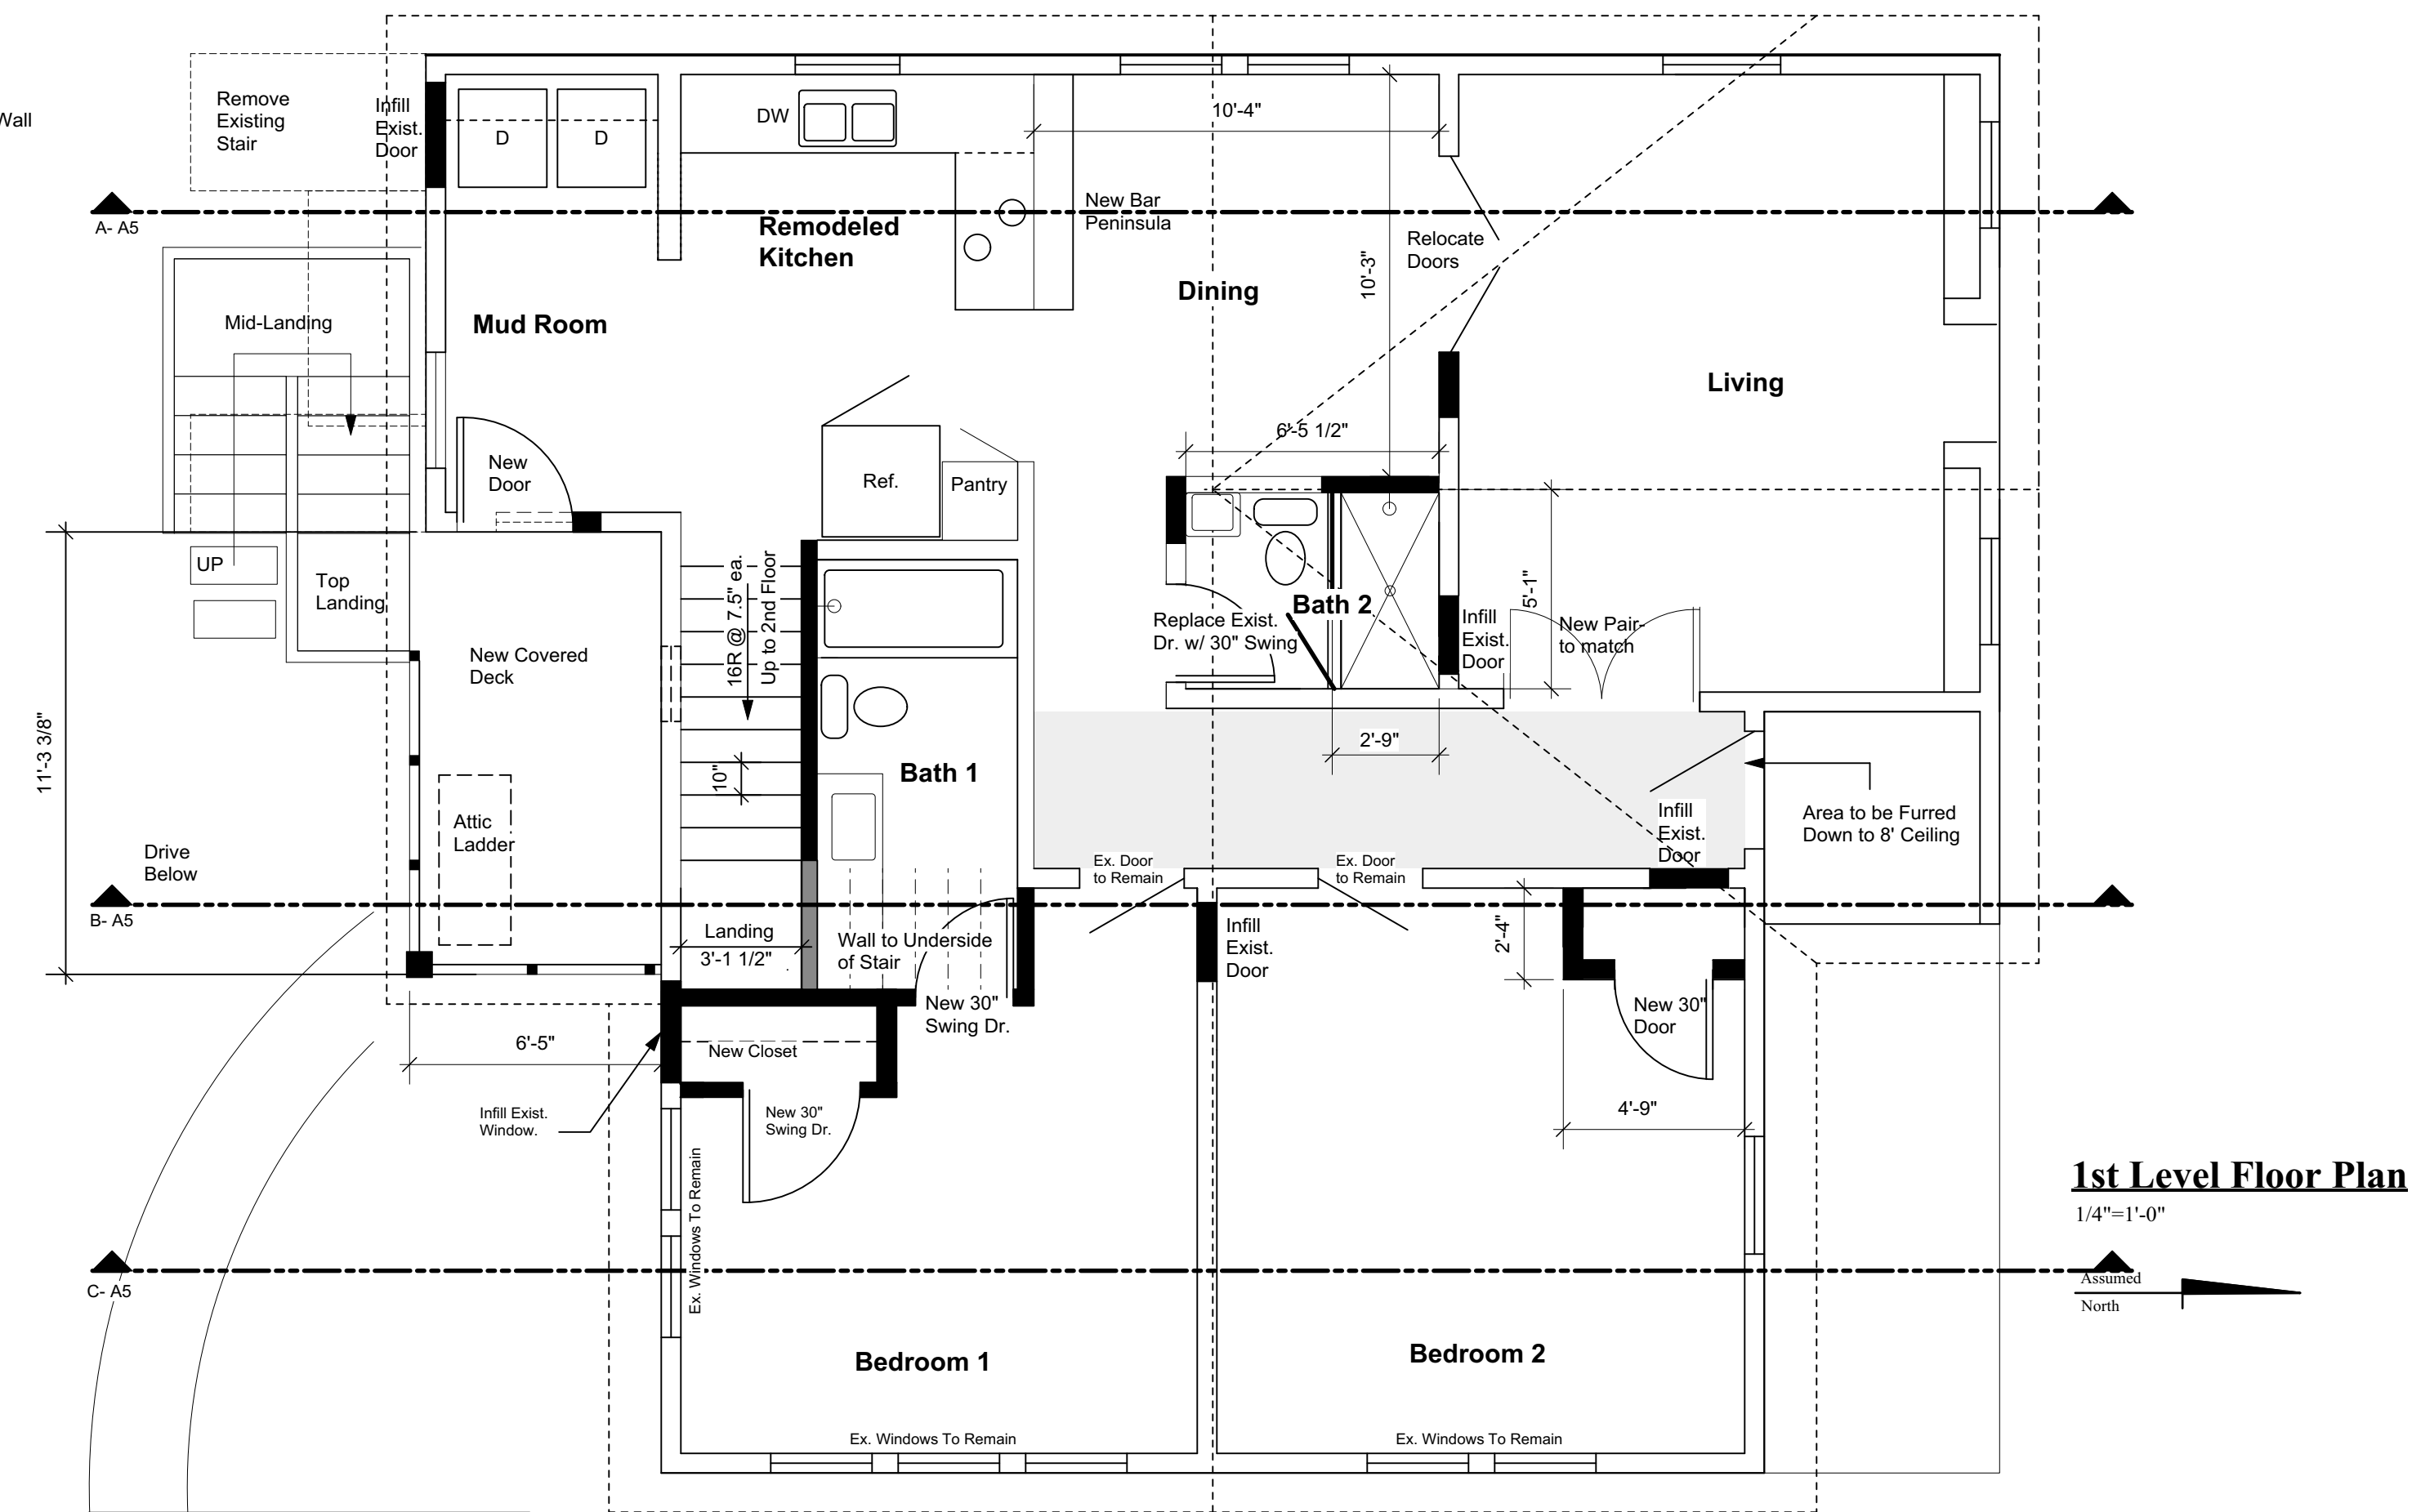 Wall
Remove
Existing
Stair
Infill
Exist.
Door
D
D
DW
10'-4"
A- A5
Remodeled
Kitchen
New Bar
Peninsula
Relocate
Doors
10'-3"
Dining
Mid-Landing
Mud Room
Living
New
Door
Ref.
Pantry
6'-5 1/2"
UP
Top
Landing
16R @ 7.5" ea.
Up to 2nd Floor
Bath 2
5'-1"
Replace Exist.
Dr. w/ 30" Swing
Infill
Exist.
Door
New Pair-
to match
New Covered
Deck
11'-3 3/8"
10"
Bath 1
2'-9"
Attic
Ladder
Infill
Exist.
Door
Area to be Furred
Down to 8' Ceiling
Drive
Below
Ex. Door
to Remain
Ex. Door
to Remain
B- A5
Landing
3'-1 1/2"
Wall to Underside
of Stair
Infill
Exist.
Door
2'-4"
New 30"
Swing Dr.
New 30"
Door
6'-5"
New Closet
Infill Exist.
Window.
New 30"
Swing Dr.
4'-9"
Ex. Windows To Remain
1st Level Floor Plan
1/4"=1'-0"
C- A5
Assumed
North
Bedroom 1
Bedroom 2
Ex. Windows To Remain
Ex. Windows To Remain